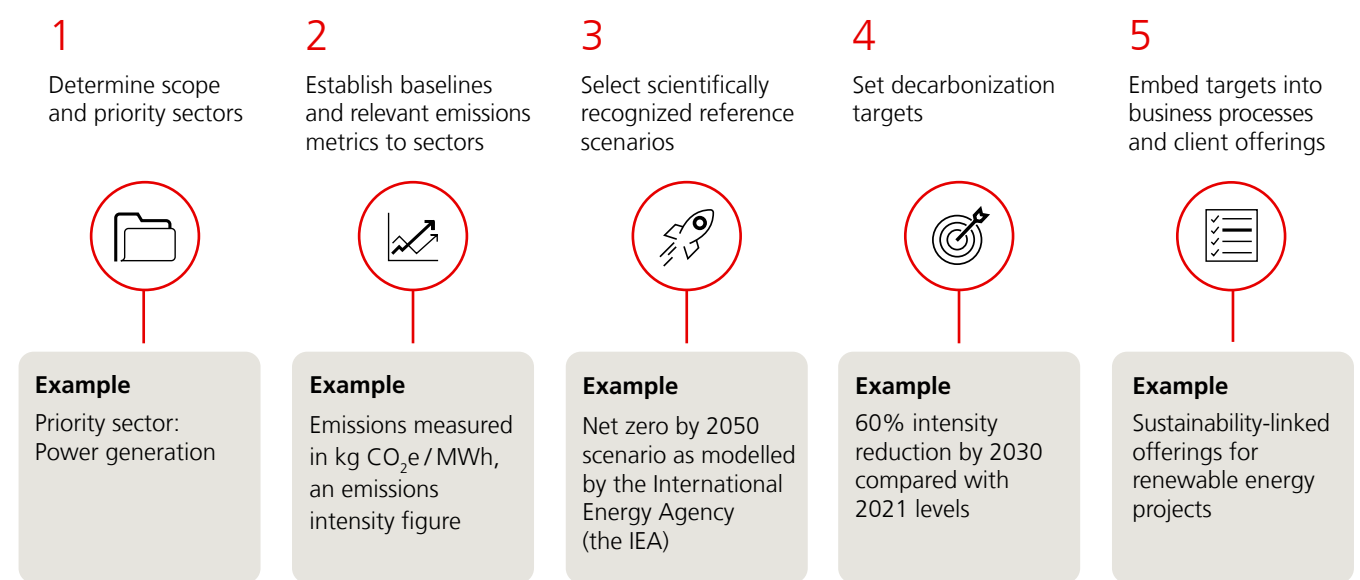 1
Determine scope
and priority sectors
2
Establish baselines
and relevant emissions
metrics to sectors
3
Select scientifically
recognized reference
scenarios
4
Set decarbonization
targets
5
Embed targets into
business processes
and client offerings
Example
Priority sector:
Power generation
Example
Emissions measured
in kg CO₂e / MWh,
an emissions
intensity figure
Example
Net zero by 2050
scenario as modelled
by the International
Energy Agency
(the IEA)
Example
60% intensity
reduction by 2030
compared with
2021 levels
Example
Sustainability-linked
offerings for
renewable energy
projects